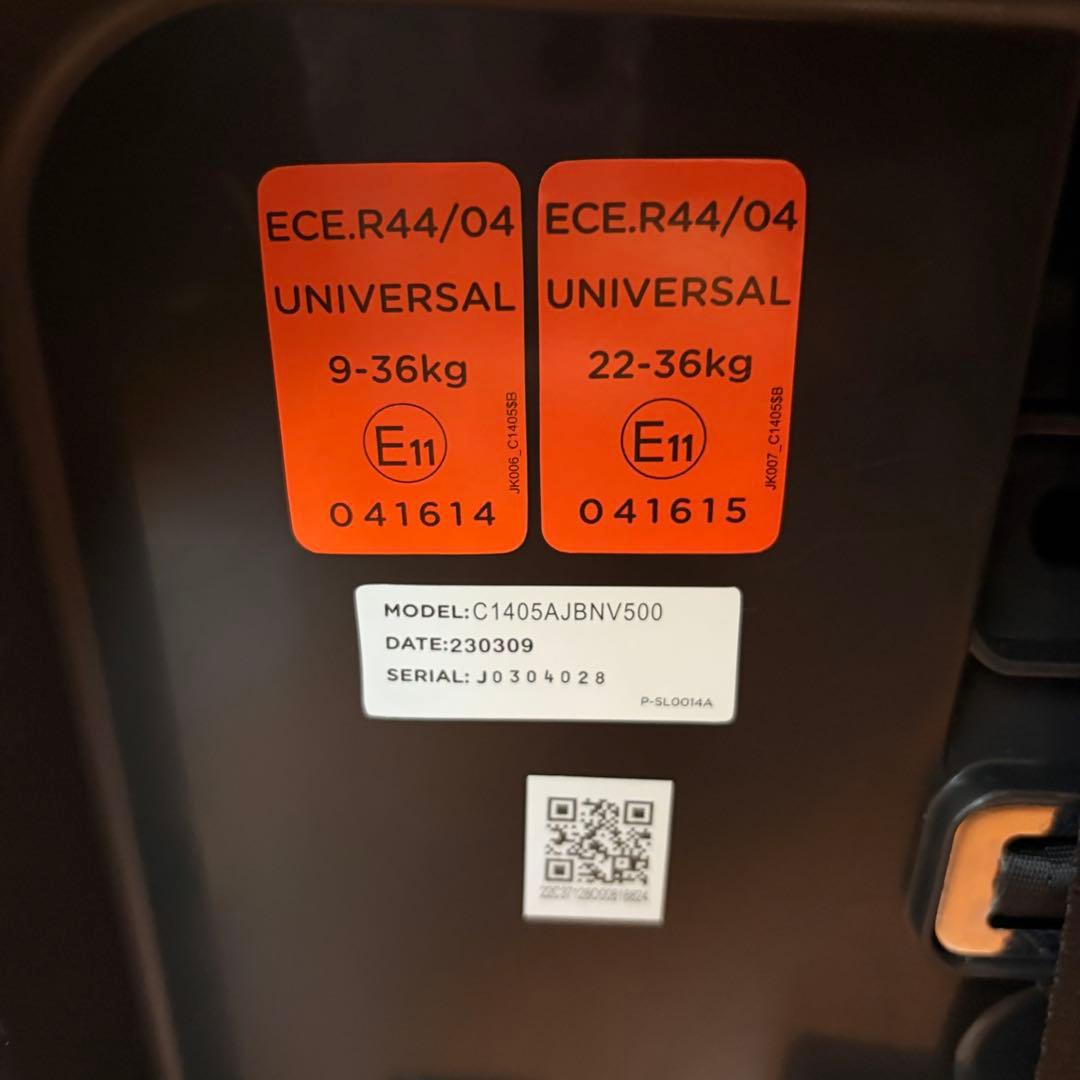 ECE.R44/04
UNIVERSAL
9-36kg
E11
041614
JK006_C1405$B
ECE.R44/04
UNIVERSAL
22-36kg
E11
041615
JK007_C1405$B
MODEL:C1405AJBNV500
DATE:230309
SERIAL: J0304028
P-SL0014A